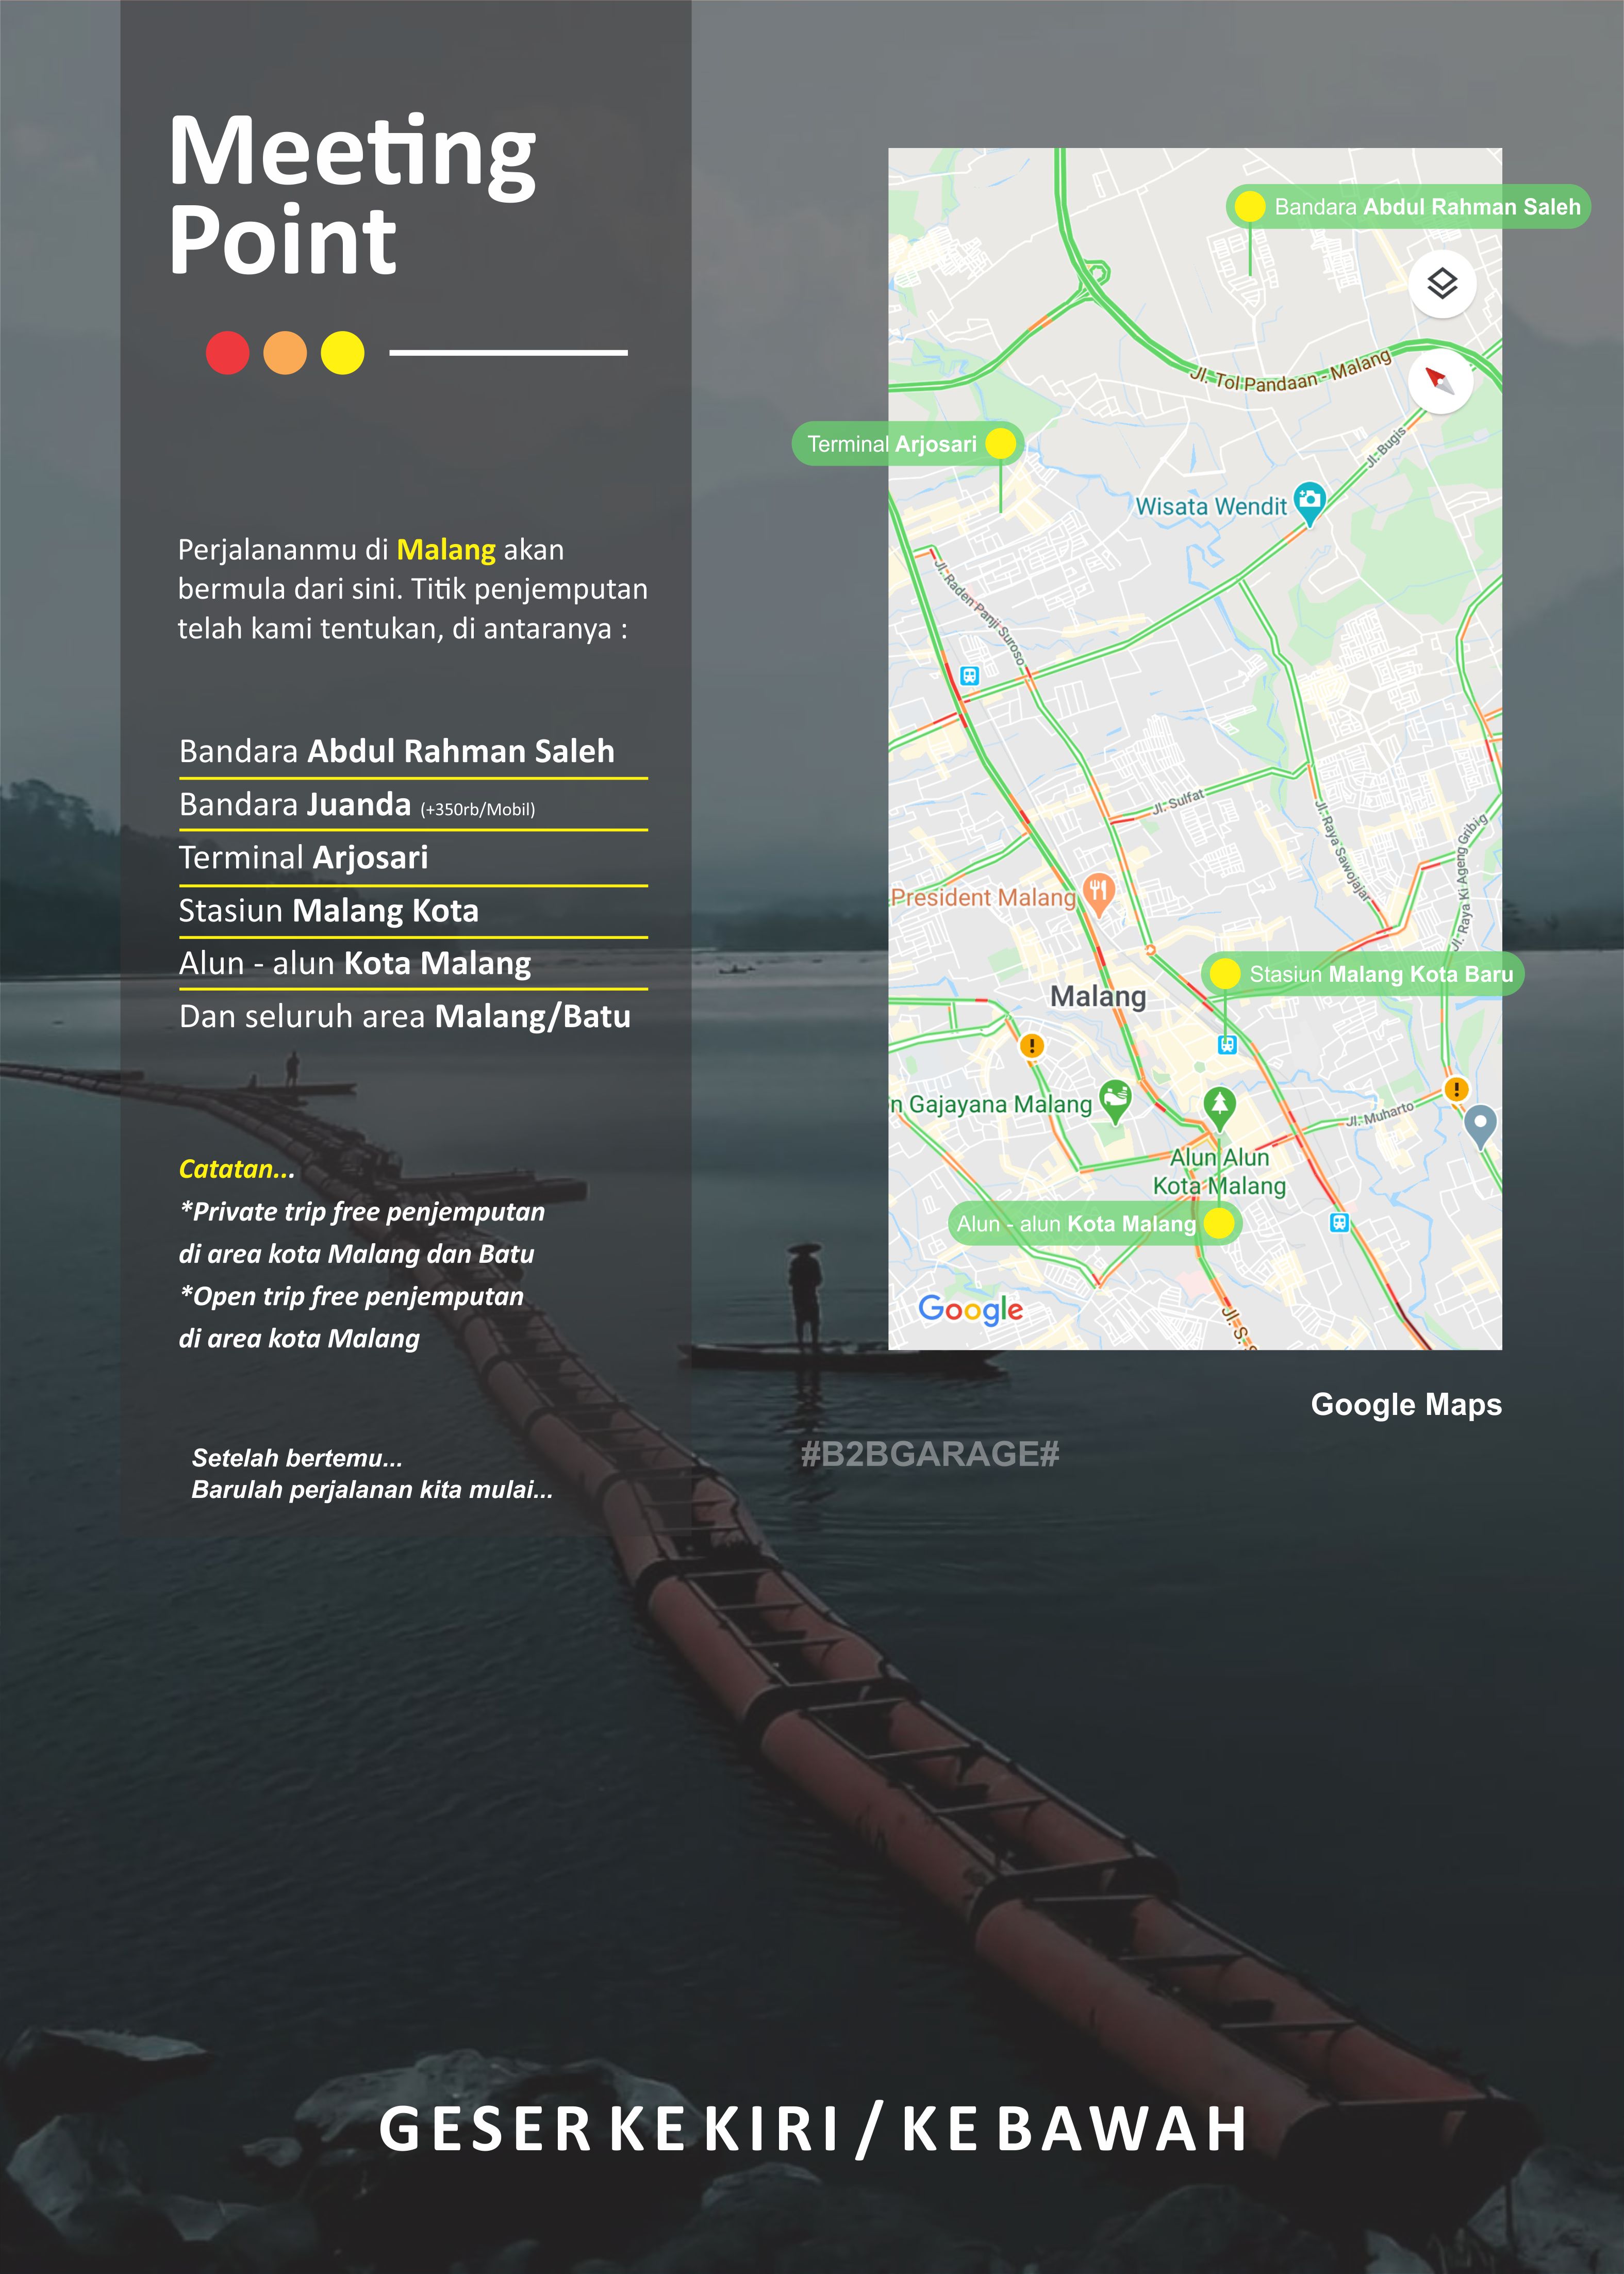 Meeting
Point
Perjalananmu di Malang akan
bermula dari sini. Titik penjemputan
telah kami tentukan, di antaranya :
Bandara Abdul Rahman Saleh
Bandara Juanda (+350rb/Mobil)
Terminal Arjosari
Stasiun Malang Kota
Alun - alun Kota Malang
Dan seluruh area Malang/Batu
Catatan...
*Private trip free penjemputan
di area kota Malang dan Batu
*Open trip free penjemputan
di area kota Malang
Setelah bertemu...
Barulah perjalanan kita mulai...
Bandara Abdul Rahman Saleh
Jl. Tol Pandaan - Malang
Terminal Arjosari
Jl. Bugis
Wisata Wendit
Jl. Raden Panji Suroso
Jl. Sulfat
Jl. Raya Sawojajar
Jl. Raya Ki Ageng Gribig
President Malang
Stasiun Malang Kota Baru
Malang
n Gajayana Malang
Jl. Muharto
Alun Alun
Kota Malang
Alun - alun Kota Malang
Google
Jl. S. S
Google Maps
#B2BGARAGE#
GESER KE KIRI / KE BAWAH